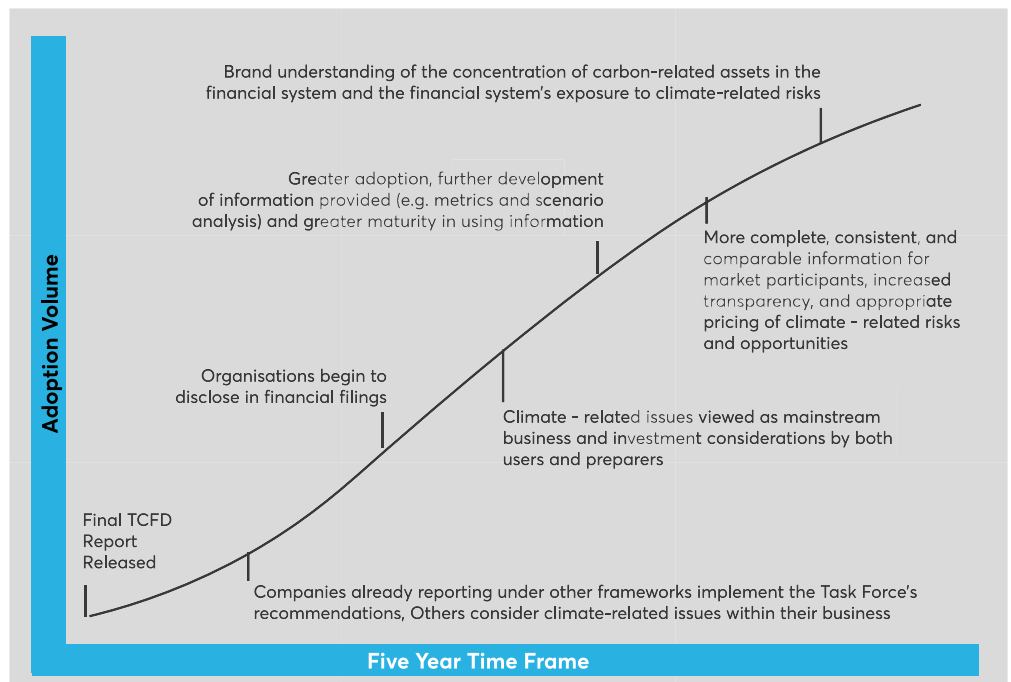 Brand understanding of the concentration of carbon-related assets in the
financial system and the financial system's exposure to climate-related risks
Greater adoption, further development
of information provided (e.g. metrics and scenario
analysis) and greater maturity in using information
More complete, consistent, and
comparable information for
market participants, increased
transparency, and appropriate
pricing of climate - related risks
and opportunities
Organisations begin to
disclose in financial filings
Climate - related issues viewed as mainstream
business and investment considerations by both
users and preparers
Final TCFD
Report
Released
Companies already reporting under other frameworks implement the Task Force's
recommendations, Others consider climate-related issues within their business
Adoption Volume
Five Year Time Frame